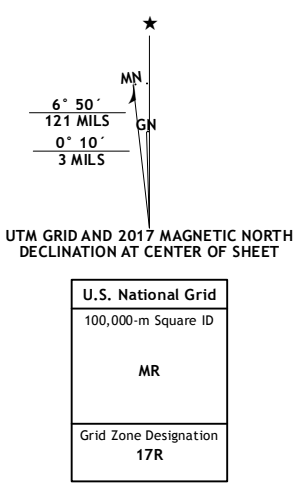 MN
6° 50´
121 MILS
GN
0° 10´
3 MILS
UTM GRID AND 2017 MAGNETIC NORTH
DECLINATION AT CENTER OF SHEET
U.S. National Grid
100,000-m Square ID
MR
Grid Zone Designation
17R